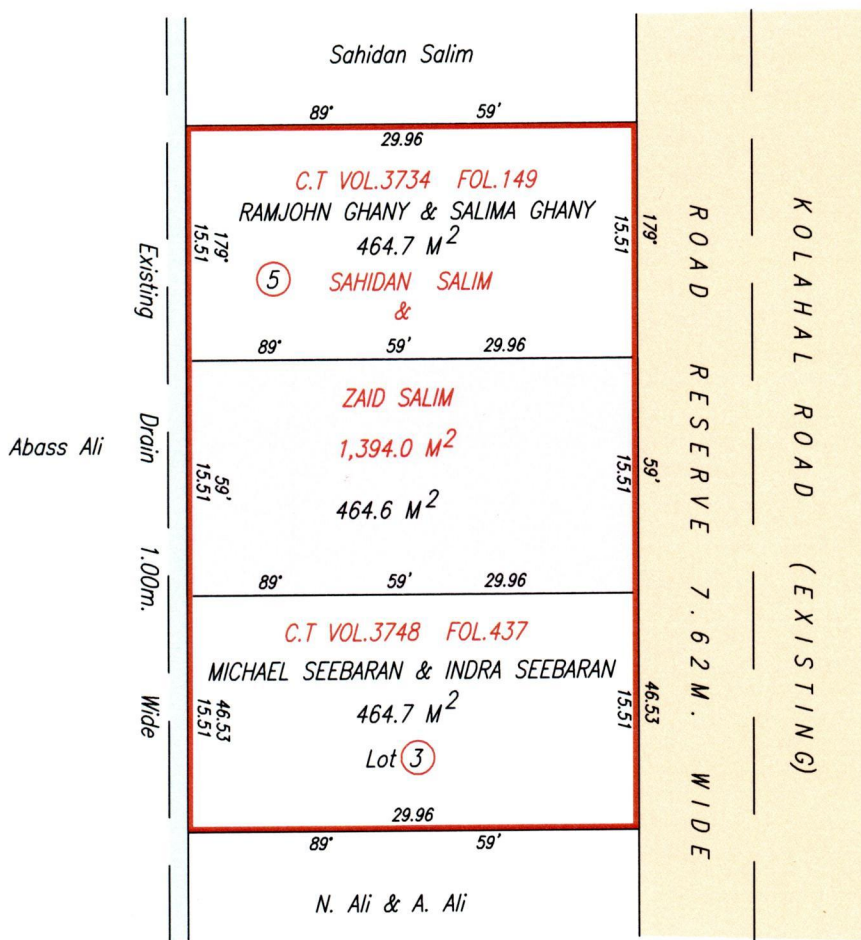 Sahidan Salim
89° 59'
29.96
C.T VOL.3734 FOL.149
RAMJOHN GHANY & SALIMA GHANY
464.7 M²
5 SAHIDAN SALIM
&
179°
15.51
15.51
179°
89° 59' 29.96
ZAID SALIM
1,394.0 M²
464.6 M²
59'
15.51
15.51
59'
89° 59' 29.96
C.T VOL.3748 FOL.437
MICHAEL SEEBARAN & INDRA SEEBARAN
464.7 M²
Lot 3
46.53
15.51
15.51
46.53
29.96
89° 59'
N. Ali & A. Ali
Abass Ali
Existing Drain 1.00m. Wide
ROAD RESERVE 7.62M. WIDE
KOLAHAL ROAD (EXISTING)